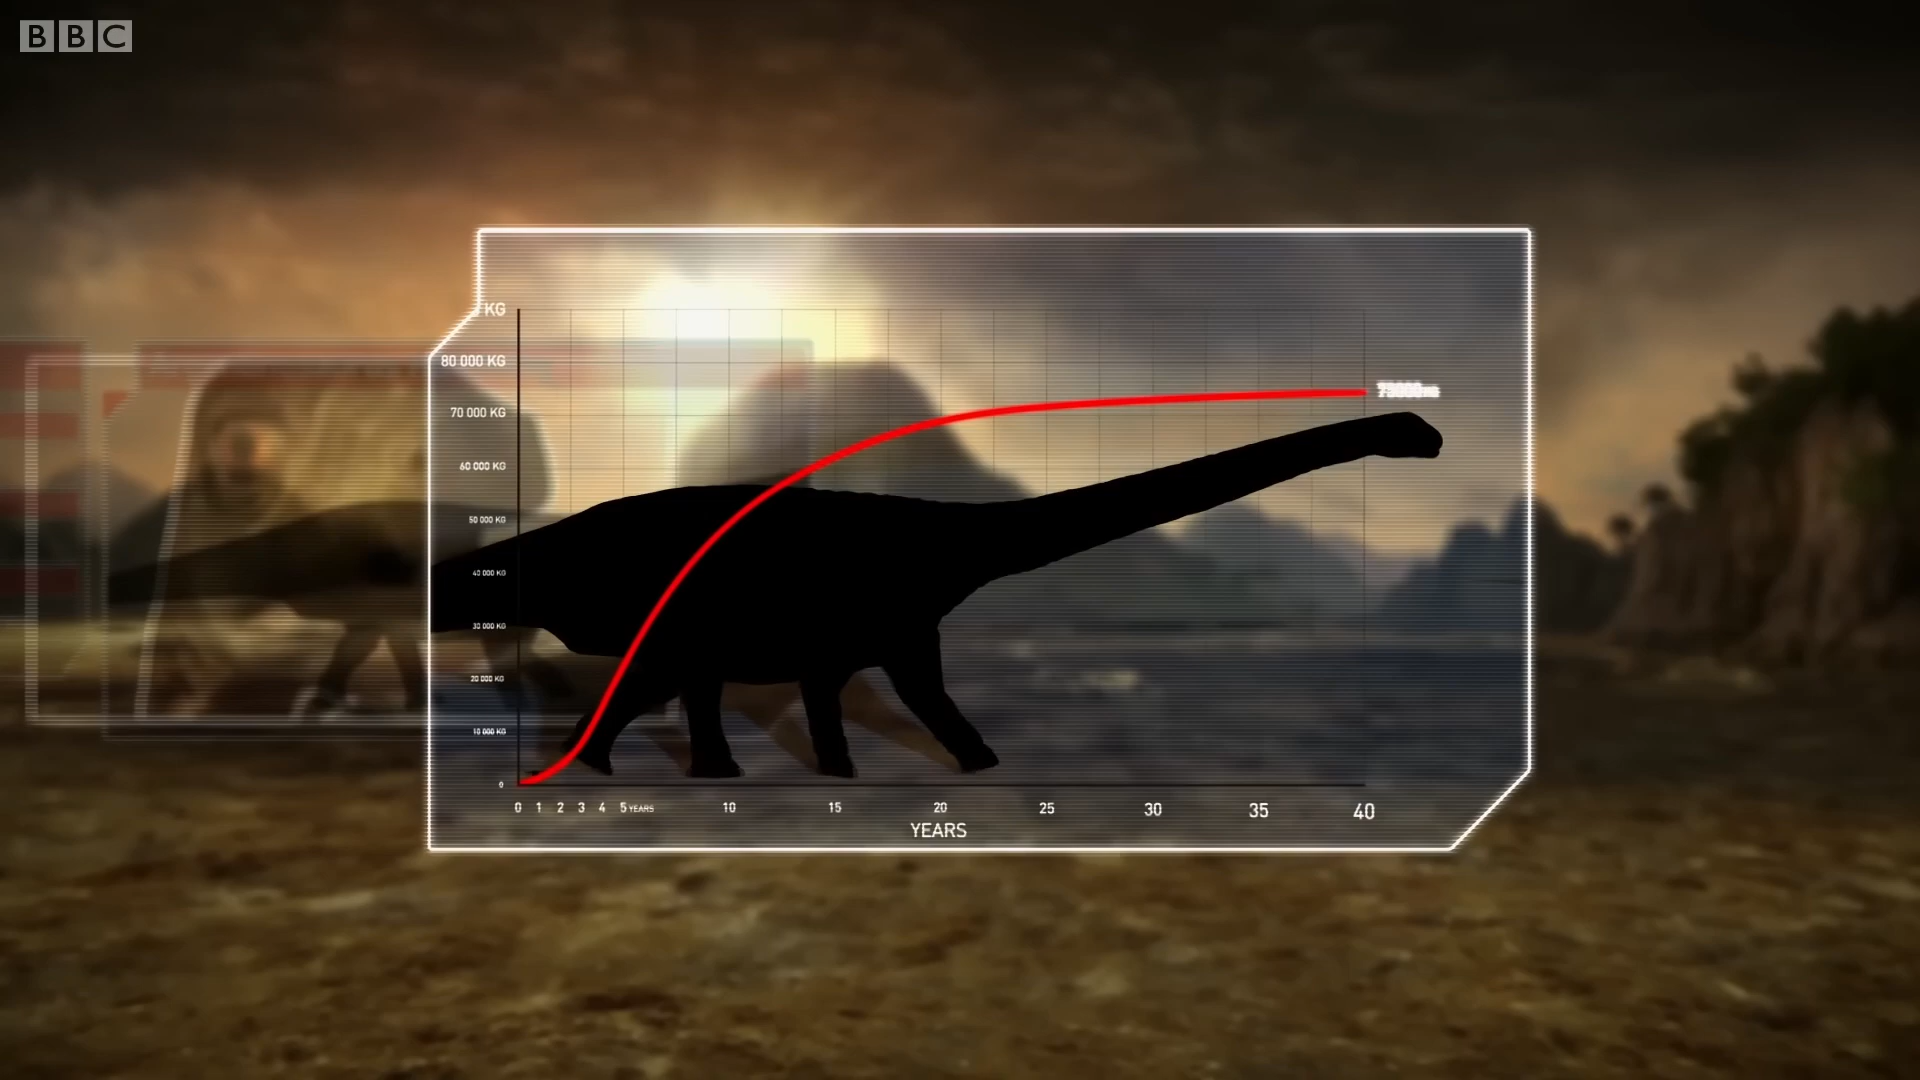 BBC
KG
80 000 KG
70 000 KG
60 000 KG
50 000 KG
40 000 KG
30 000 KG
20 000 KG
10 000 KG
0
0 1 2 3 4 5 YEARS 10 15 20 25 30 35 40
YEARS